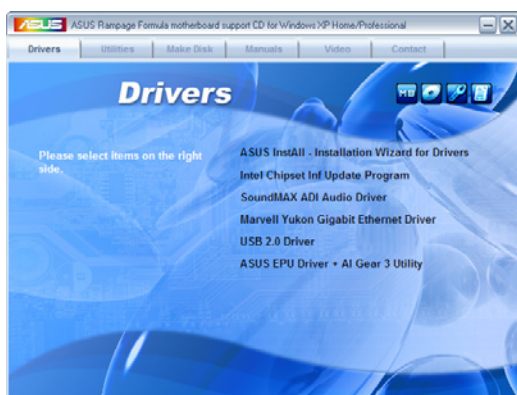 ASUS ASUS Rampage Formula motherboard support CD for Windows XP Home/Professional
Drivers Utilities Make Disk Manuals Video Contact
Drivers
Please select items on the right
side.
ASUS InstAll - Installation Wizard for Drivers
Intel Chipset Inf Update Program
SoundMAX ADI Audio Driver
Marvell Yukon Gigabit Ethernet Driver
USB 2.0 Driver
ASUS EPU Driver + AI Gear 3 Utility